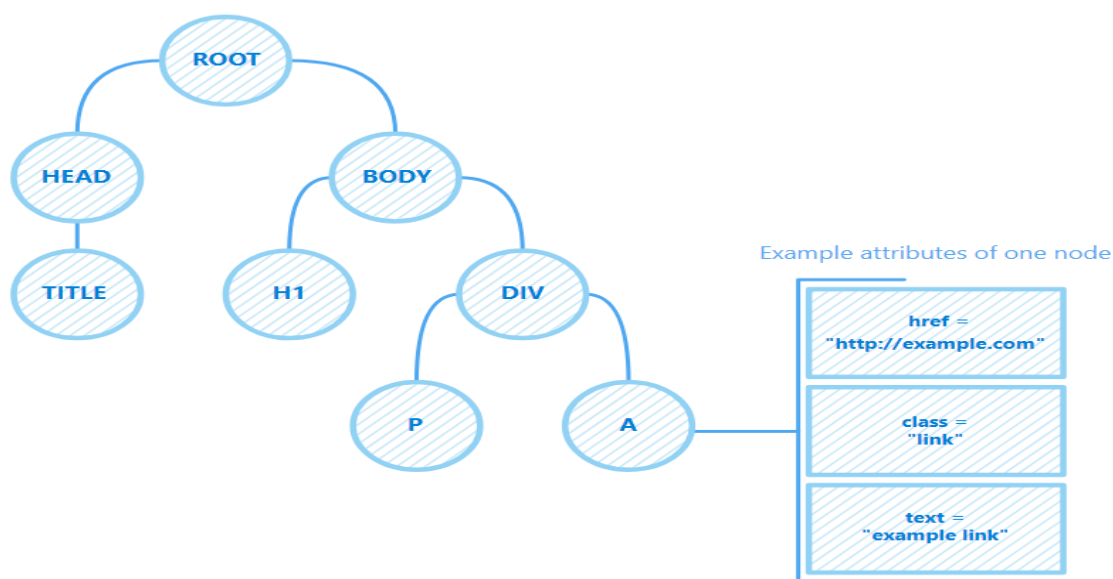 ROOT
HEAD
BODY
TITLE
H1
DIV
P
A
Example attributes of one node
href =
"http://example.com"
class =
"link"
text =
"example link"